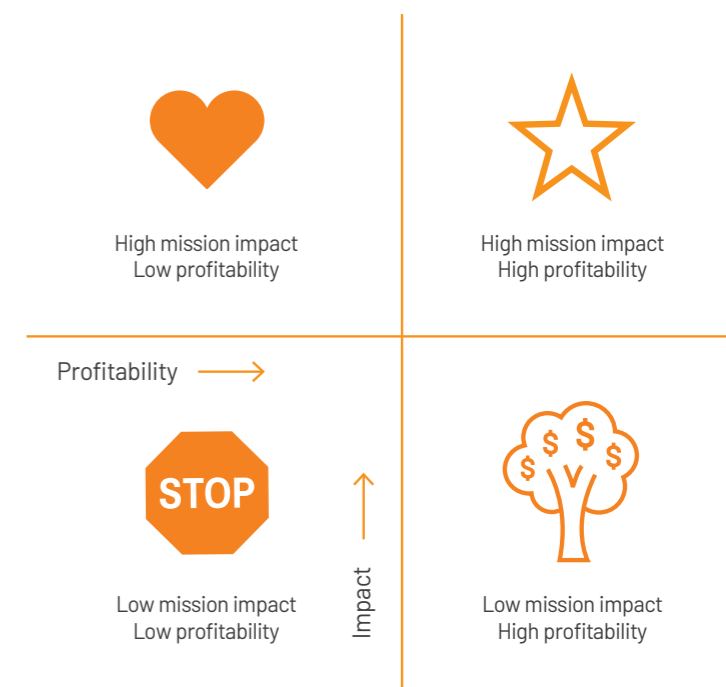 High mission impact
Low profitability
High mission impact
High profitability
Profitability
STOP
Impact
$
$
$
$
Low mission impact
Low profitability
Low mission impact
High profitability